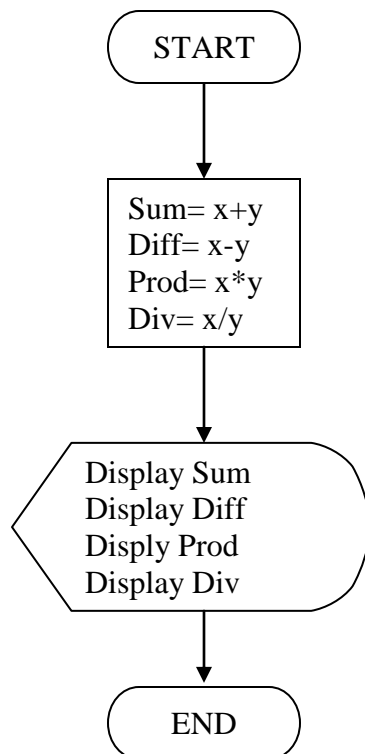 START
Sum= x+y
Diff= x-y
Prod= x*y
Div= x/y
Display Sum
Display Diff
Disply Prod
Display Div
END